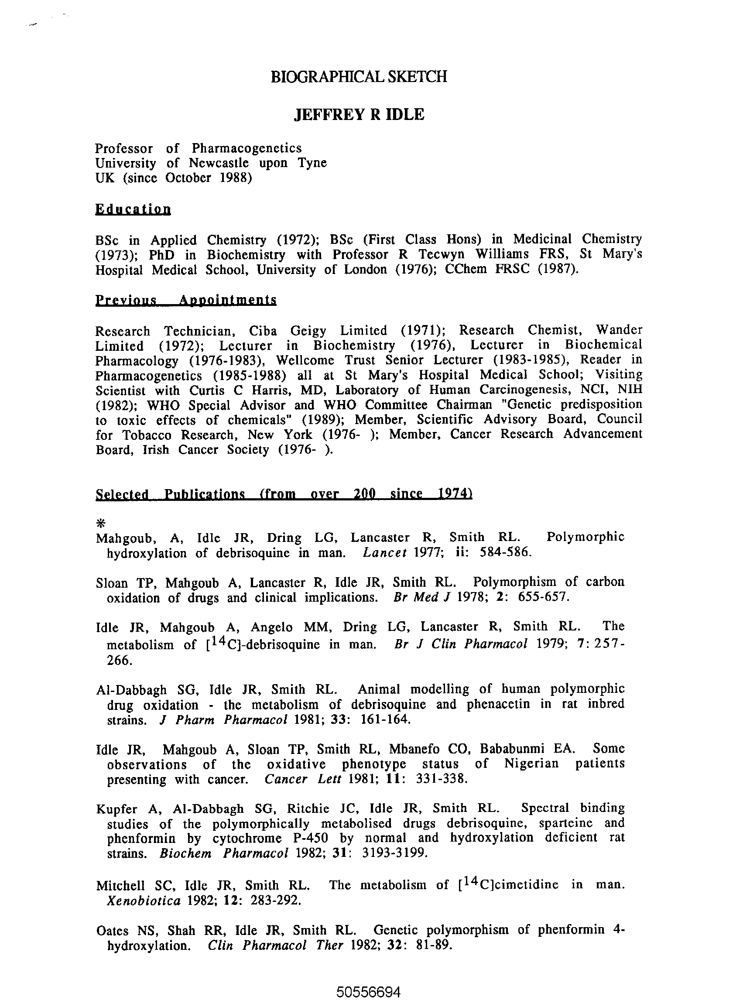 BIOGRAPHICAL SKETCH
JEFFREY R IDLE
Professor of Pharmacogenetics
University of Newcastle upon Tyne
UK (since October 1988)
Education
BSc in Applied Chemistry (1972); BSc (First Class Hons) in Medicinal Chemistry
(1973); PhD in Biochemistry with Professor R Tecwyn Williams FRS, St Mary's
Hospital Medical School, University of London (1976); CChem FRSC (1987).
Previous Appointments
Research Technician, Ciba Geigy Limited (1971); Research Chemist, Wander
Limited (1972); Lecturer in Biochemistry (1976), Lecturer in Biochemical
Pharmacology (1976-1983), Wellcome Trust Senior Lecturer (1983-1985), Reader in
Pharmacogenetics (1985-1988) all at St Mary's Hospital Medical School; Visiting
Scientist with Curtis C Harris, MD, Laboratory of Human Carcinogenesis, NCI, NIH
(1982); WHO Special Advisor and WHO Committee Chairman "Genetic predisposition
to toxic effects of chemicals" (1989); Member, Scientific Advisory Board, Council
for Tobacco Research, New York (1976- ); Member, Cancer Research Advancement
Board, Irish Cancer Society (1976- ).
Selected Publications (from over 200 since 1974)
*
Mahgoub, A, Idle JR, Dring LG, Lancaster R, Smith RL. Polymorphic
hydroxylation of debrisoquine in man. Lancet 1977; ii: 584-586.
Sloan TP, Mahgoub A, Lancaster R, Idle JR, Smith RL. Polymorphism of carbon
oxidation of drugs and clinical implications. Br Med J 1978; 2: 655-657.
Idle JR, Mahgoub A, Angelo MM, Dring LG, Lancaster R, Smith RL. The
metabolism of [14C]-debrisoquine in man. Br J Clin Pharmacol 1979; 7: 257-
266.
Al-Dabbagh SG, Idle JR, Smith RL. Animal modelling of human polymorphic
drug oxidation - the metabolism of debrisoquine and phenacetin in rat inbred
strains. J Pharm Pharmacol 1981; 33: 161-164.
Idle JR, Mahgoub A, Sloan TP, Smith RL, Mbanefo CO, Bababunmi EA. Some
observations of the oxidative phenotype status of Nigerian patients
presenting with cancer. Cancer Lett 1981; 11: 331-338.
Kupfer A, Al-Dabbagh SG, Ritchie JC, Idle JR, Smith RL. Spectral binding
studies of the polymorphically metabolised drugs debrisoquine, sparteine and
phenformin by cytochrome P-450 by normal and hydroxylation deficient rat
strains. Biochem Pharmacol 1982; 31: 3193-3199.
Mitchell SC, Idle JR, Smith RL. The metabolism of [14C]cimetidine in man.
Xenobiotica 1982; 12: 283-292.
Oates NS, Shah RR, Idle JR, Smith RL. Genetic polymorphism of phenformin 4-
hydroxylation. Clin Pharmacol Ther 1982; 32: 81-89.
50556694